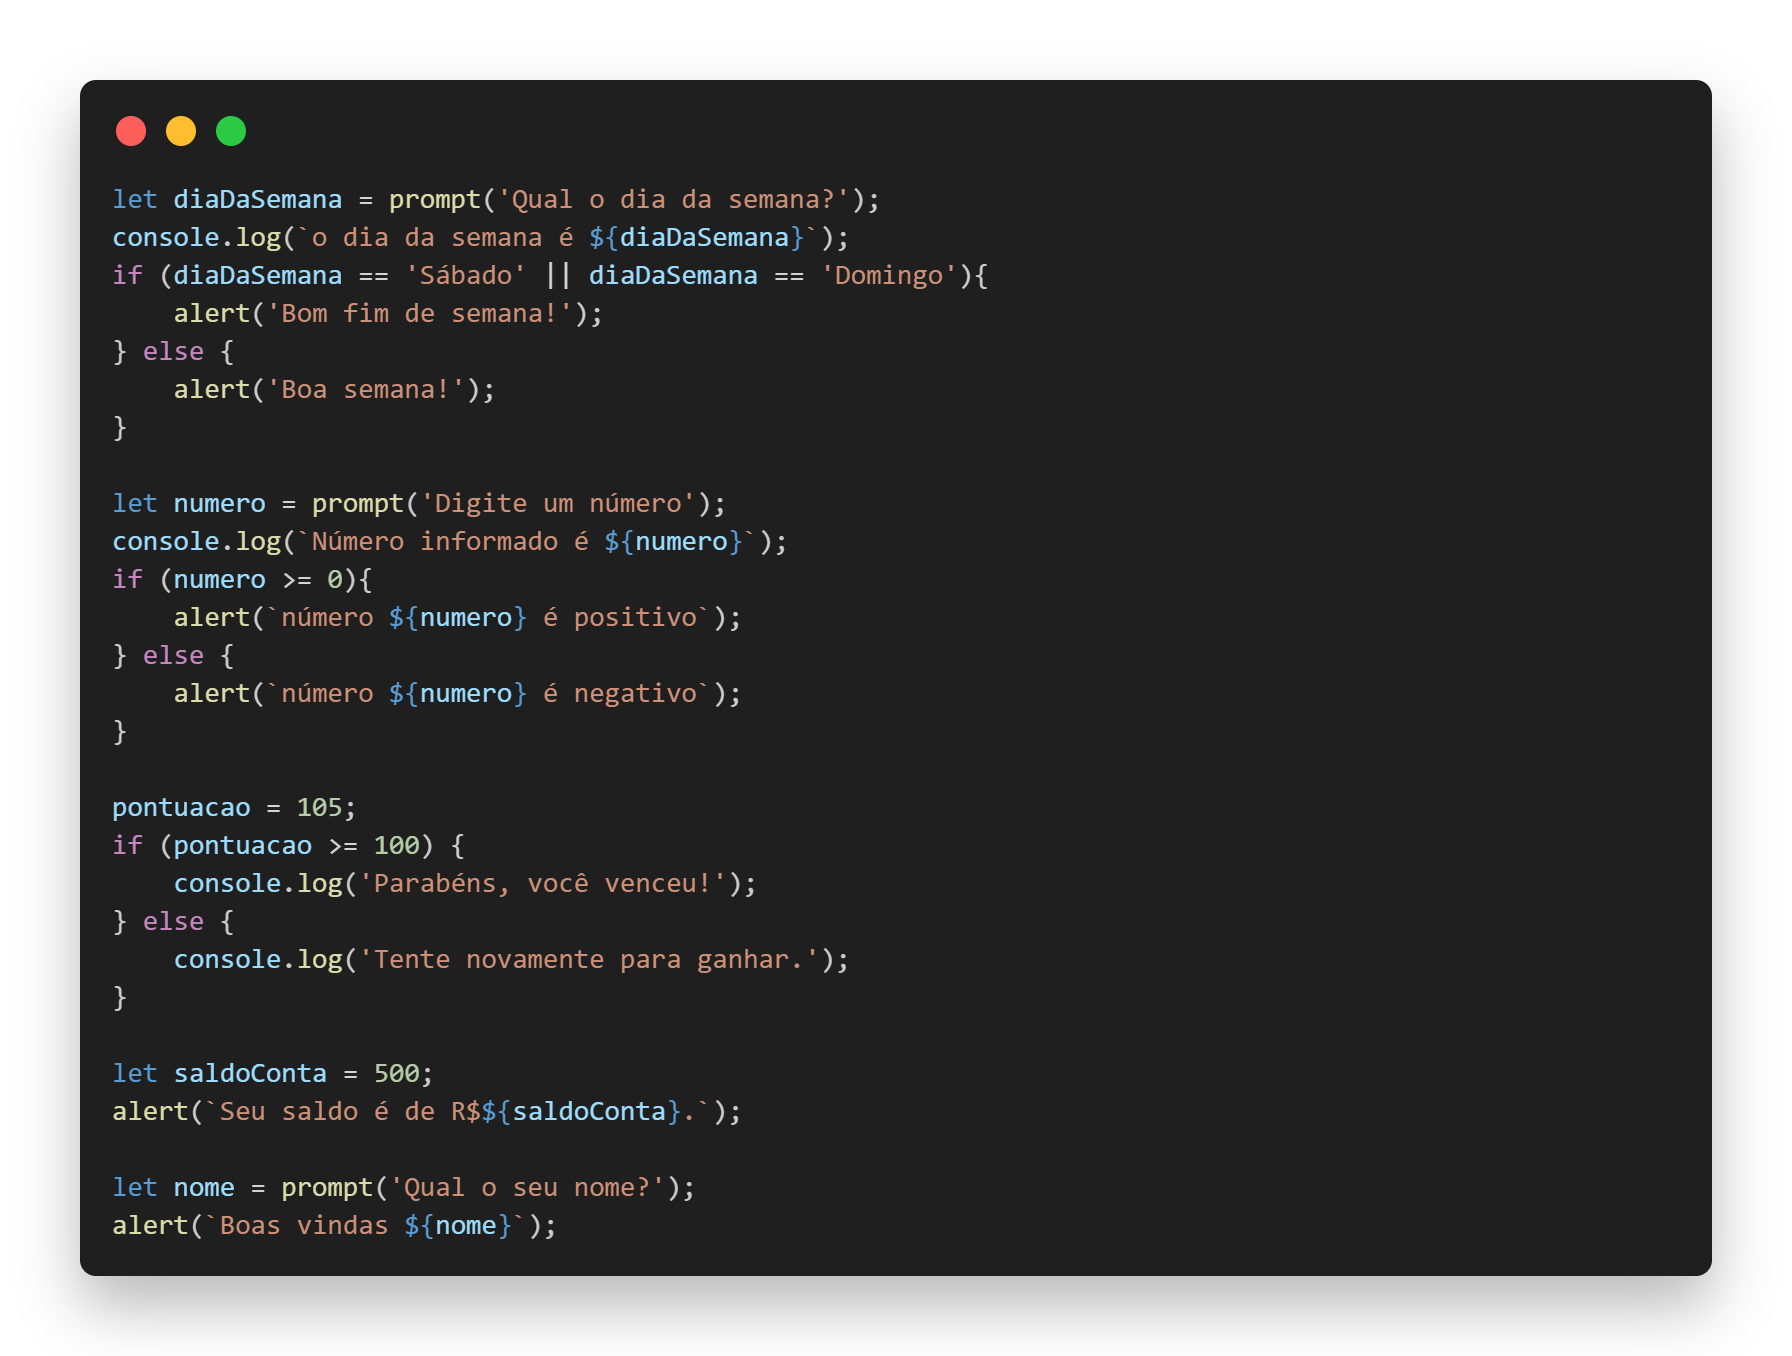 let diaDaSemana = prompt('Qual o dia da semana?');
console.log(`o dia da semana é ${diaDaSemana}`);
if (diaDaSemana == 'Sábado' || diaDaSemana == 'Domingo'){
    alert('Bom fim de semana!');
} else {
    alert('Boa semana!');
}

let numero = prompt('Digite um número');
console.log(`Número informado é ${numero}`);
if (numero >= 0){
    alert(`número ${numero} é positivo`);
} else {
    alert(`número ${numero} é negativo`);
}

pontuacao = 105;
if (pontuacao >= 100) {
    console.log('Parabéns, você venceu!');
} else {
    console.log('Tente novamente para ganhar.');
}

let saldoConta = 500;
alert(`Seu saldo é de R$${saldoConta}.`);

let nome = prompt('Qual o seu nome?');
alert(`Boas vindas ${nome}`);